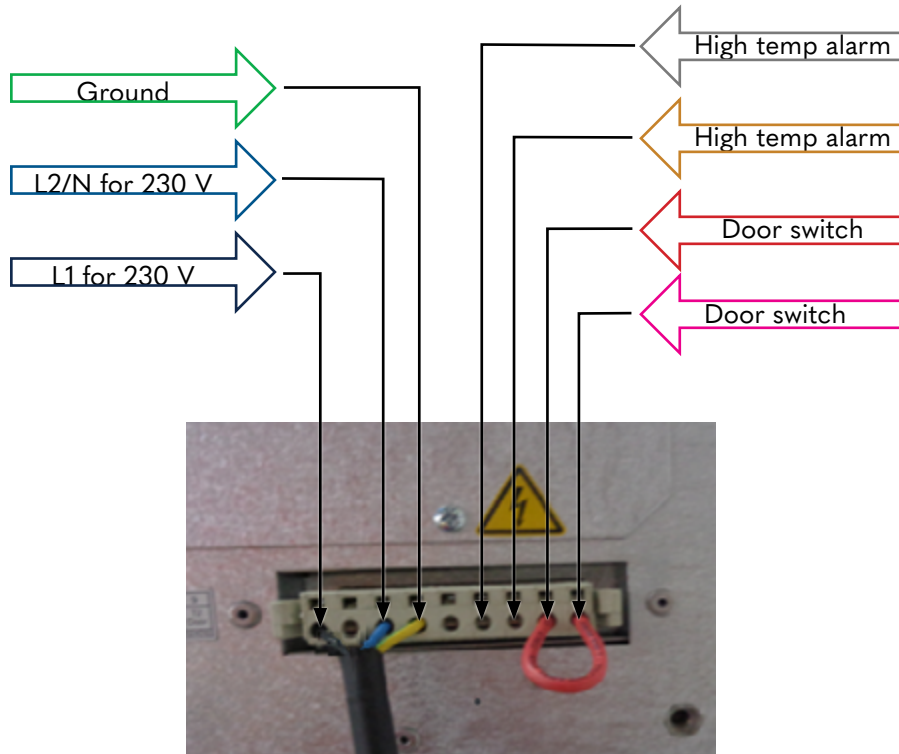 High temp alarm
Ground
High temp alarm
L2/N for 230 V
Door switch
L1 for 230 V
Door switch